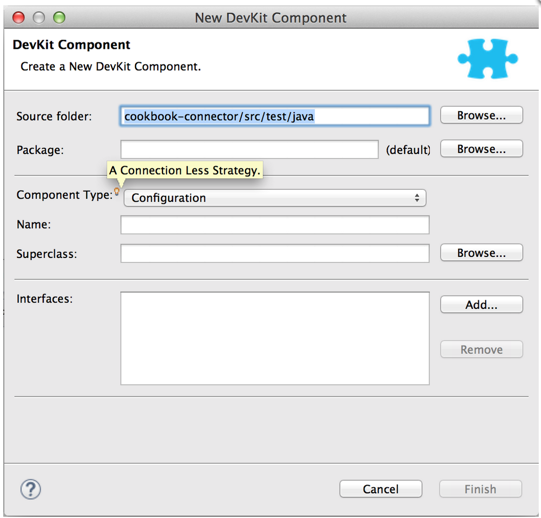 New DevKit Component
DevKit Component
Create a New DevKit Component.
Source folder: cookbook-connector/src/test/java Browse...
Package: (default) Browse...
A Connection Less Strategy.
Component Type: Configuration
Name:
Superclass: Browse...
Interfaces: Add...
Remove
? Cancel Finish